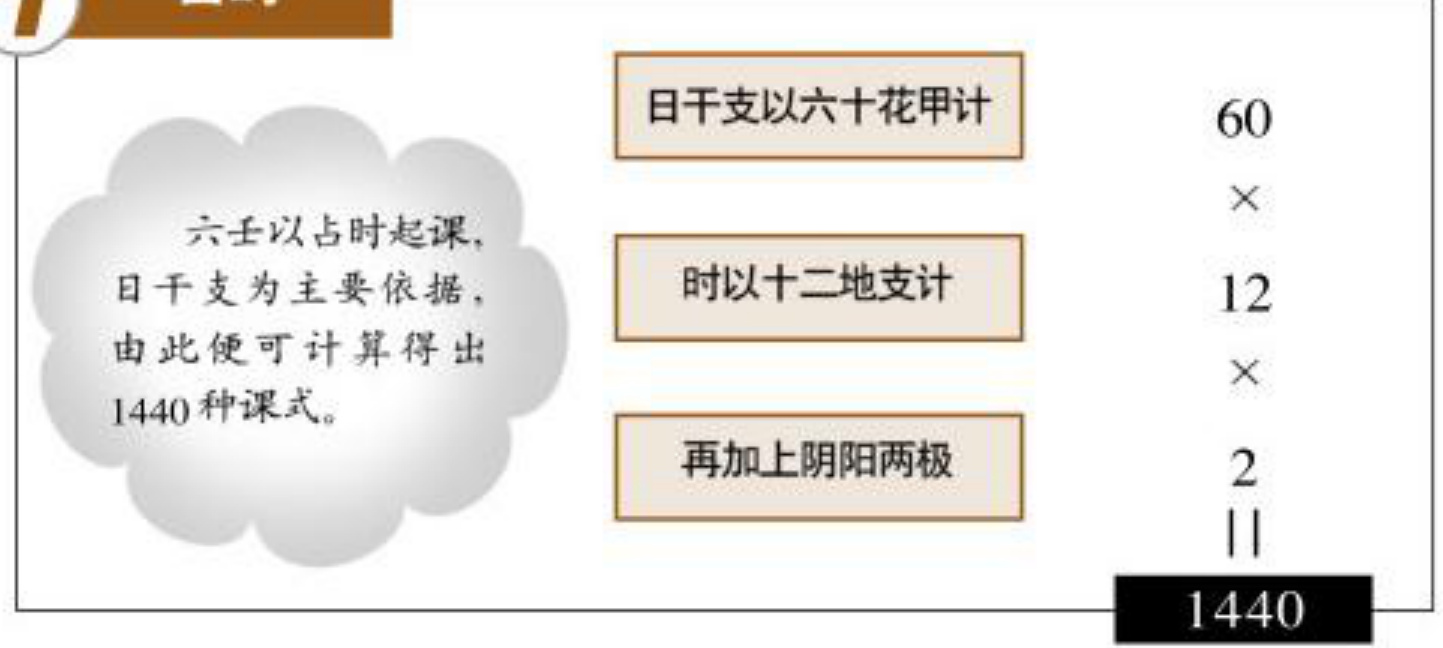 六壬以占时起课，
日干支为主要依据，
由此便可计算得出
1440种课式。
日干支以六十花甲计
60
×
时以十二地支计
12
×
再加上阴阳两极
2
=
1440